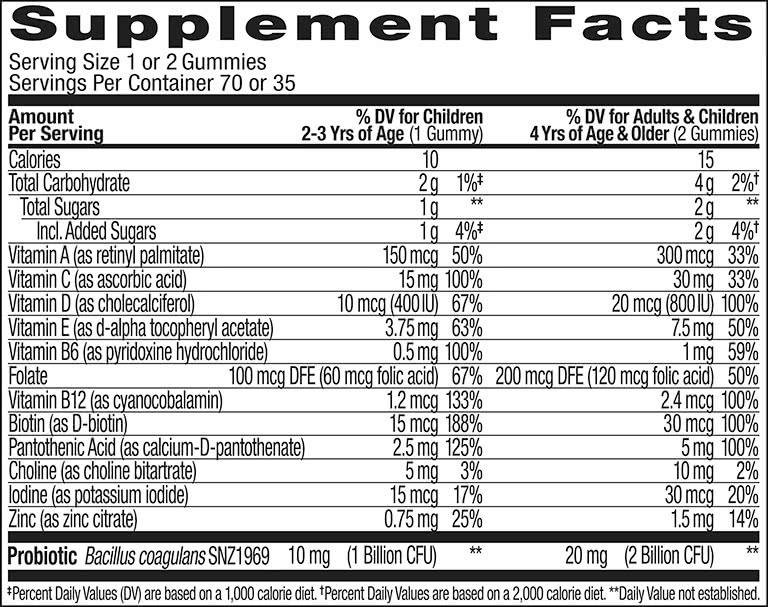 Supplement Facts
Serving Size 1 or 2 Gummies
Servings Per Container 70 or 35
Amount Per Serving % DV for Children 2-3 Yrs of Age (1 Gummy) % DV for Adults & Children 4 Yrs of Age & Older (2 Gummies)
Calories 10 15
Total Carbohydrate 2 g 1%‡ 4 g 2%†
Total Sugars 1 g ** 2 g **
Incl. Added Sugars 1 g 4%‡ 2 g 4%†
Vitamin A (as retinyl palmitate) 150 mcg 50% 300 mcg 33%
Vitamin C (as ascorbic acid) 15 mg 100% 30 mg 33%
Vitamin D (as cholecalciferol) 10 mcg (400 IU) 67% 20 mcg (800 IU) 100%
Vitamin E (as d-alpha tocopheryl acetate) 3.75 mg 63% 7.5 mg 50%
Vitamin B6 (as pyridoxine hydrochloride) 0.5 mg 100% 1 mg 59%
Folate 100 mcg DFE (60 mcg folic acid) 67% 200 mcg DFE (120 mcg folic acid) 50%
Vitamin B12 (as cyanocobalamin) 1.2 mcg 133% 2.4 mcg 100%
Biotin (as D-biotin) 15 mcg 188% 30 mcg 100%
Pantothenic Acid (as calcium-D-pantothenate) 2.5 mg 125% 5 mg 100%
Choline (as choline bitartrate) 5 mg 3% 10 mg 2%
Iodine (as potassium iodide) 15 mcg 17% 30 mcg 20%
Zinc (as zinc citrate) 0.75 mg 25% 1.5 mg 14%
Probiotic Bacillus coagulans SNZ1969 10 mg (1 Billion CFU) ** 20 mg (2 Billion CFU) **
‡Percent Daily Values (DV) are based on a 1,000 calorie diet. †Percent Daily Values are based on a 2,000 calorie diet. **Daily Value not established.